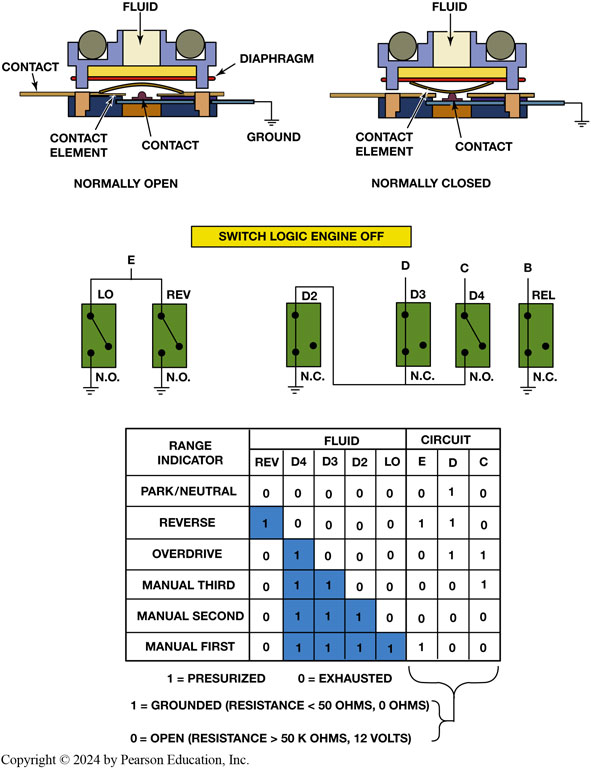 FLUID
FLUID
DIAPHRAGM
CONTACT
CONTACT
ELEMENT
CONTACT
GROUND
CONTACT
ELEMENT
CONTACT
NORMALLY OPEN
NORMALLY CLOSED
SWITCH LOGIC ENGINE OFF
E
D
C
B
LO
REV
D2
D3
D4
REL
N.O.
N.O.
N.C.
N.C.
N.O.
N.C.
RANGE
INDICATOR
FLUID
CIRCUIT
REV D4 D3 D2 LO E D C
PARK/NEUTRAL 0 0 0 0 0 0 1 0
REVERSE 1 0 0 0 0 1 1 0
OVERDRIVE 0 1 0 0 0 0 1 1
MANUAL THIRD 0 1 1 0 0 0 0 1
MANUAL SECOND 0 1 1 1 0 0 0 0
MANUAL FIRST 0 1 1 1 1 1 0 0
1 = PRESURIZED 0 = EXHAUSTED
1 = GROUNDED (RESISTANCE < 50 OHMS, 0 OHMS)
0 = OPEN (RESISTANCE > 50 K OHMS, 12 VOLTS)
Copyright © 2024 by Pearson Education, Inc.